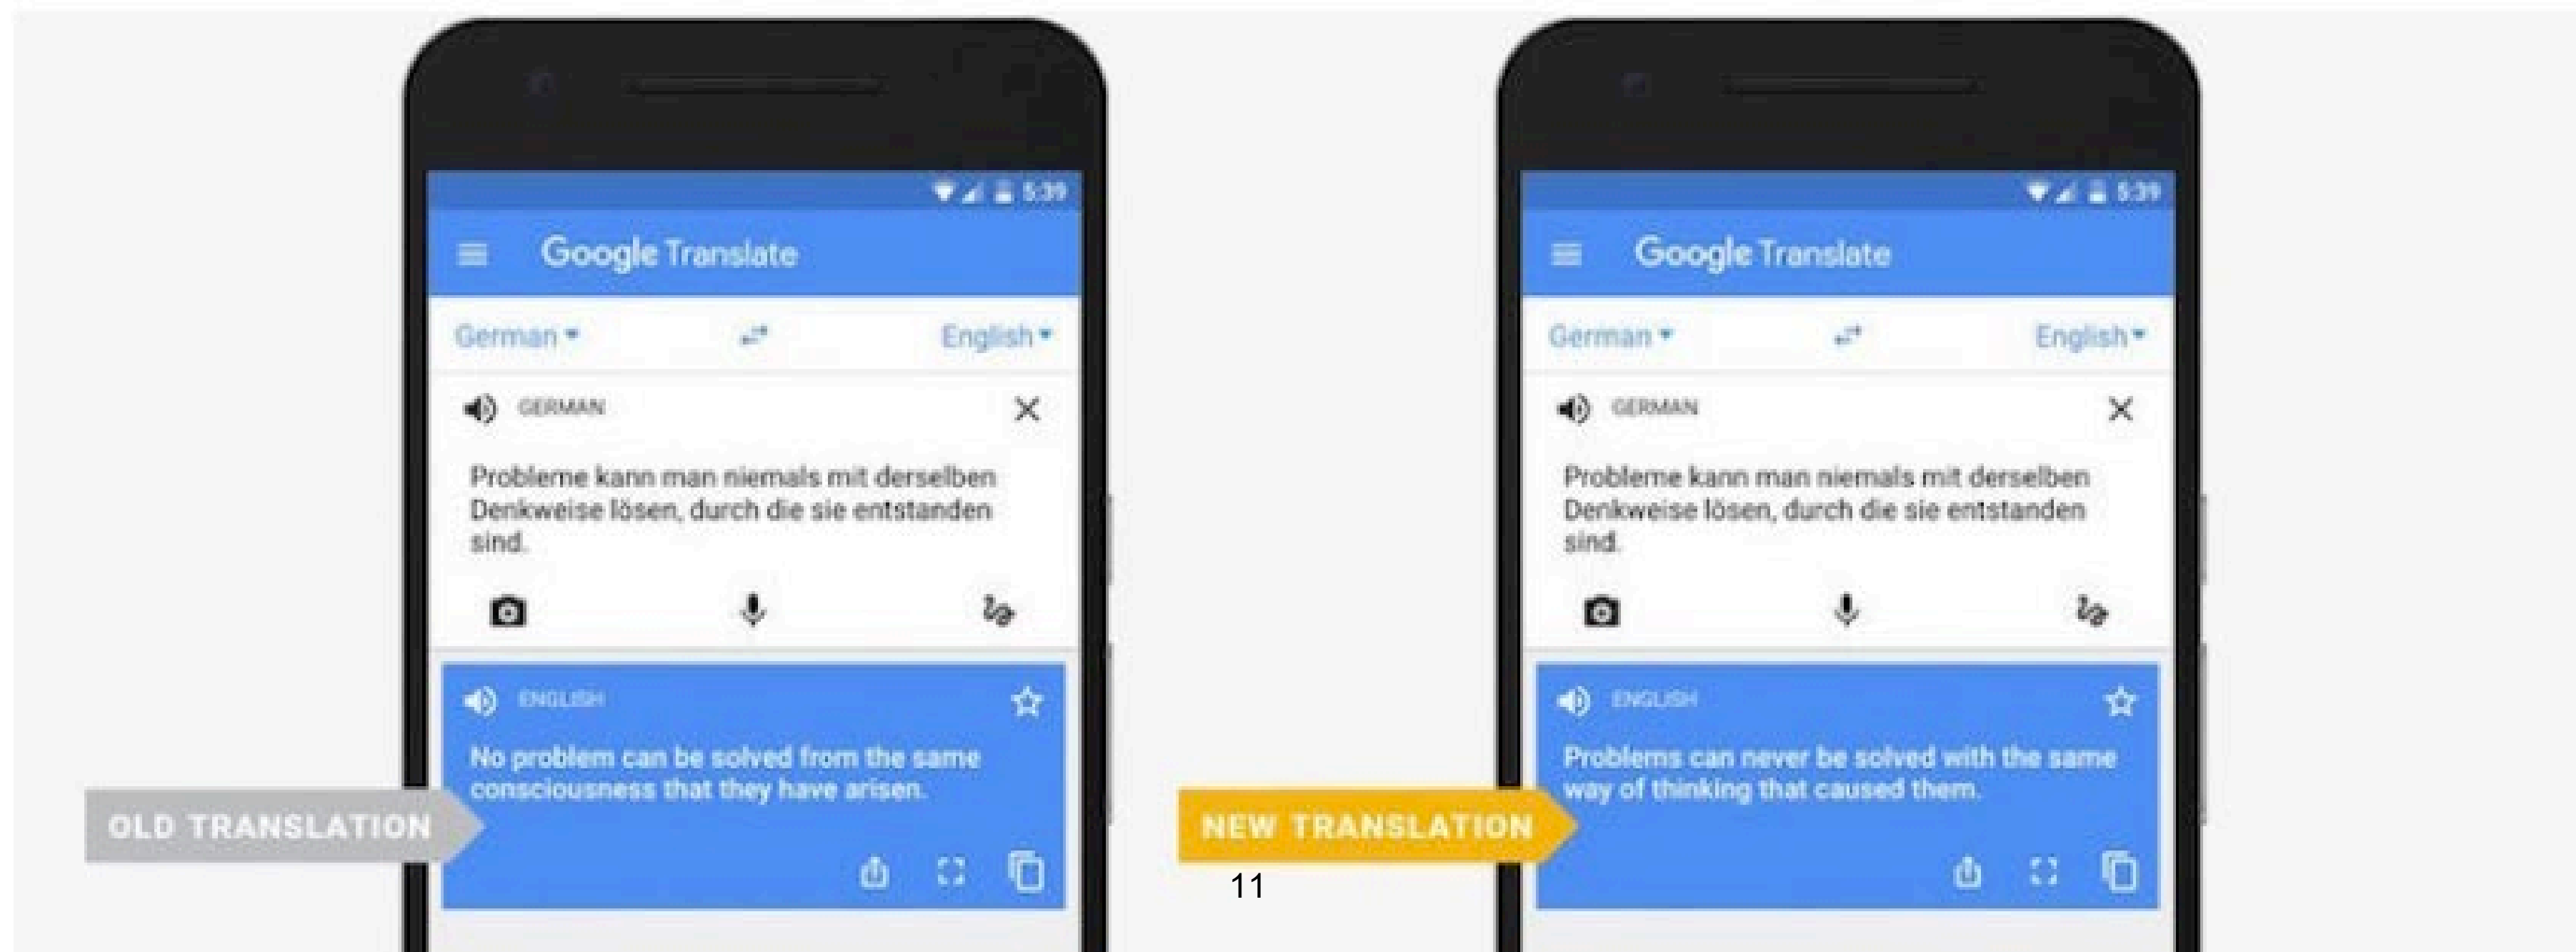 5:39
Google Translate
German
English
GERMAN
Probleme kann man niemals mit derselben
Denkweise lösen, durch die sie entstanden
sind.
ENGLISH
No problem can be solved from the same
consciousness that they have arisen.
OLD TRANSLATION
5:39
Google Translate
German
English
GERMAN
Probleme kann man niemals mit derselben
Denkweise lösen, durch die sie entstanden
sind.
ENGLISH
Problems can never be solved with the same
way of thinking that caused them.
NEW TRANSLATION
11